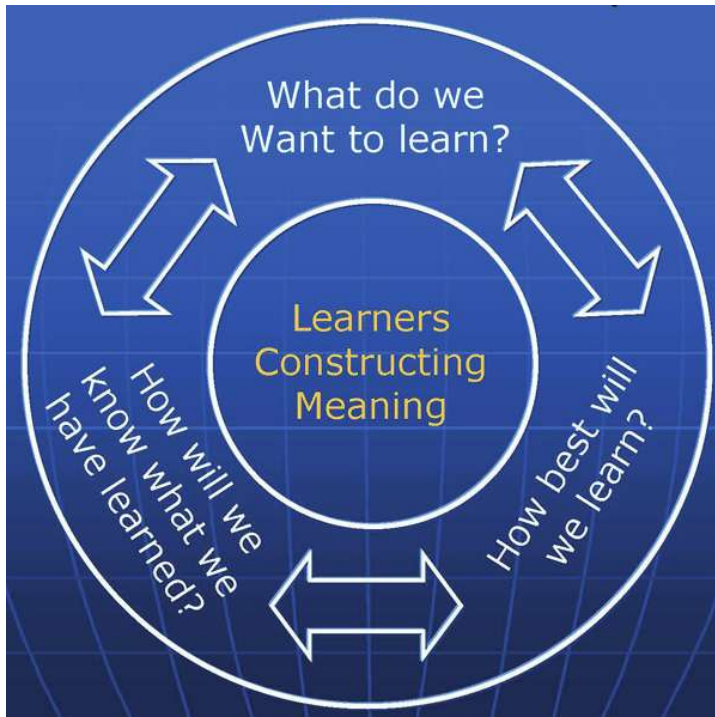 What do we
Want to learn?
Learners
Constructing
Meaning
How will we
know what we
have learned?
How best will
we learn?